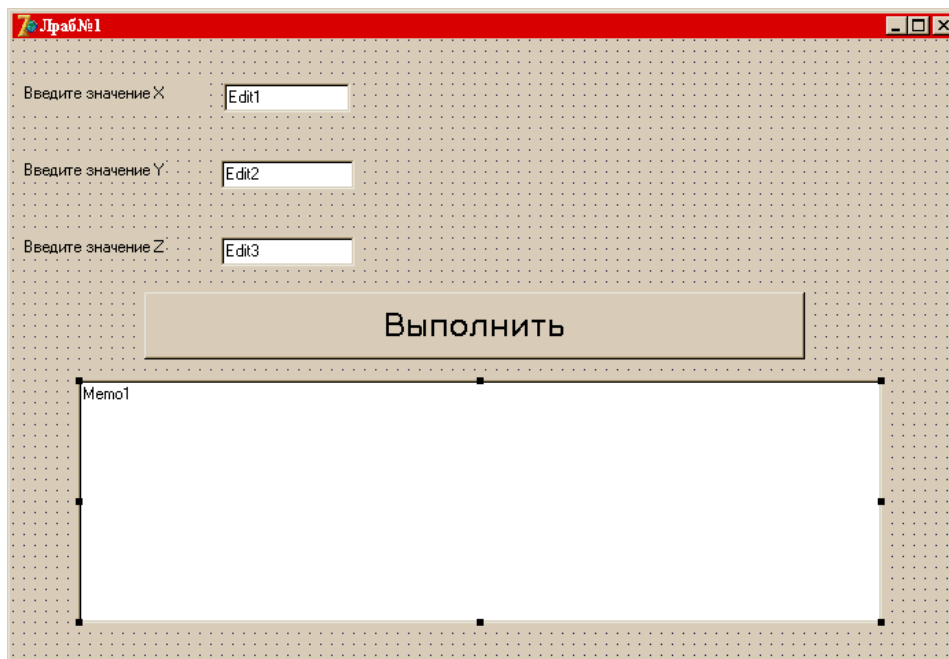 Лраб№1
Введите значение X
Edit1
Введите значение Y
Edit2
Введите значение Z
Edit3
Выполнить
Memo1